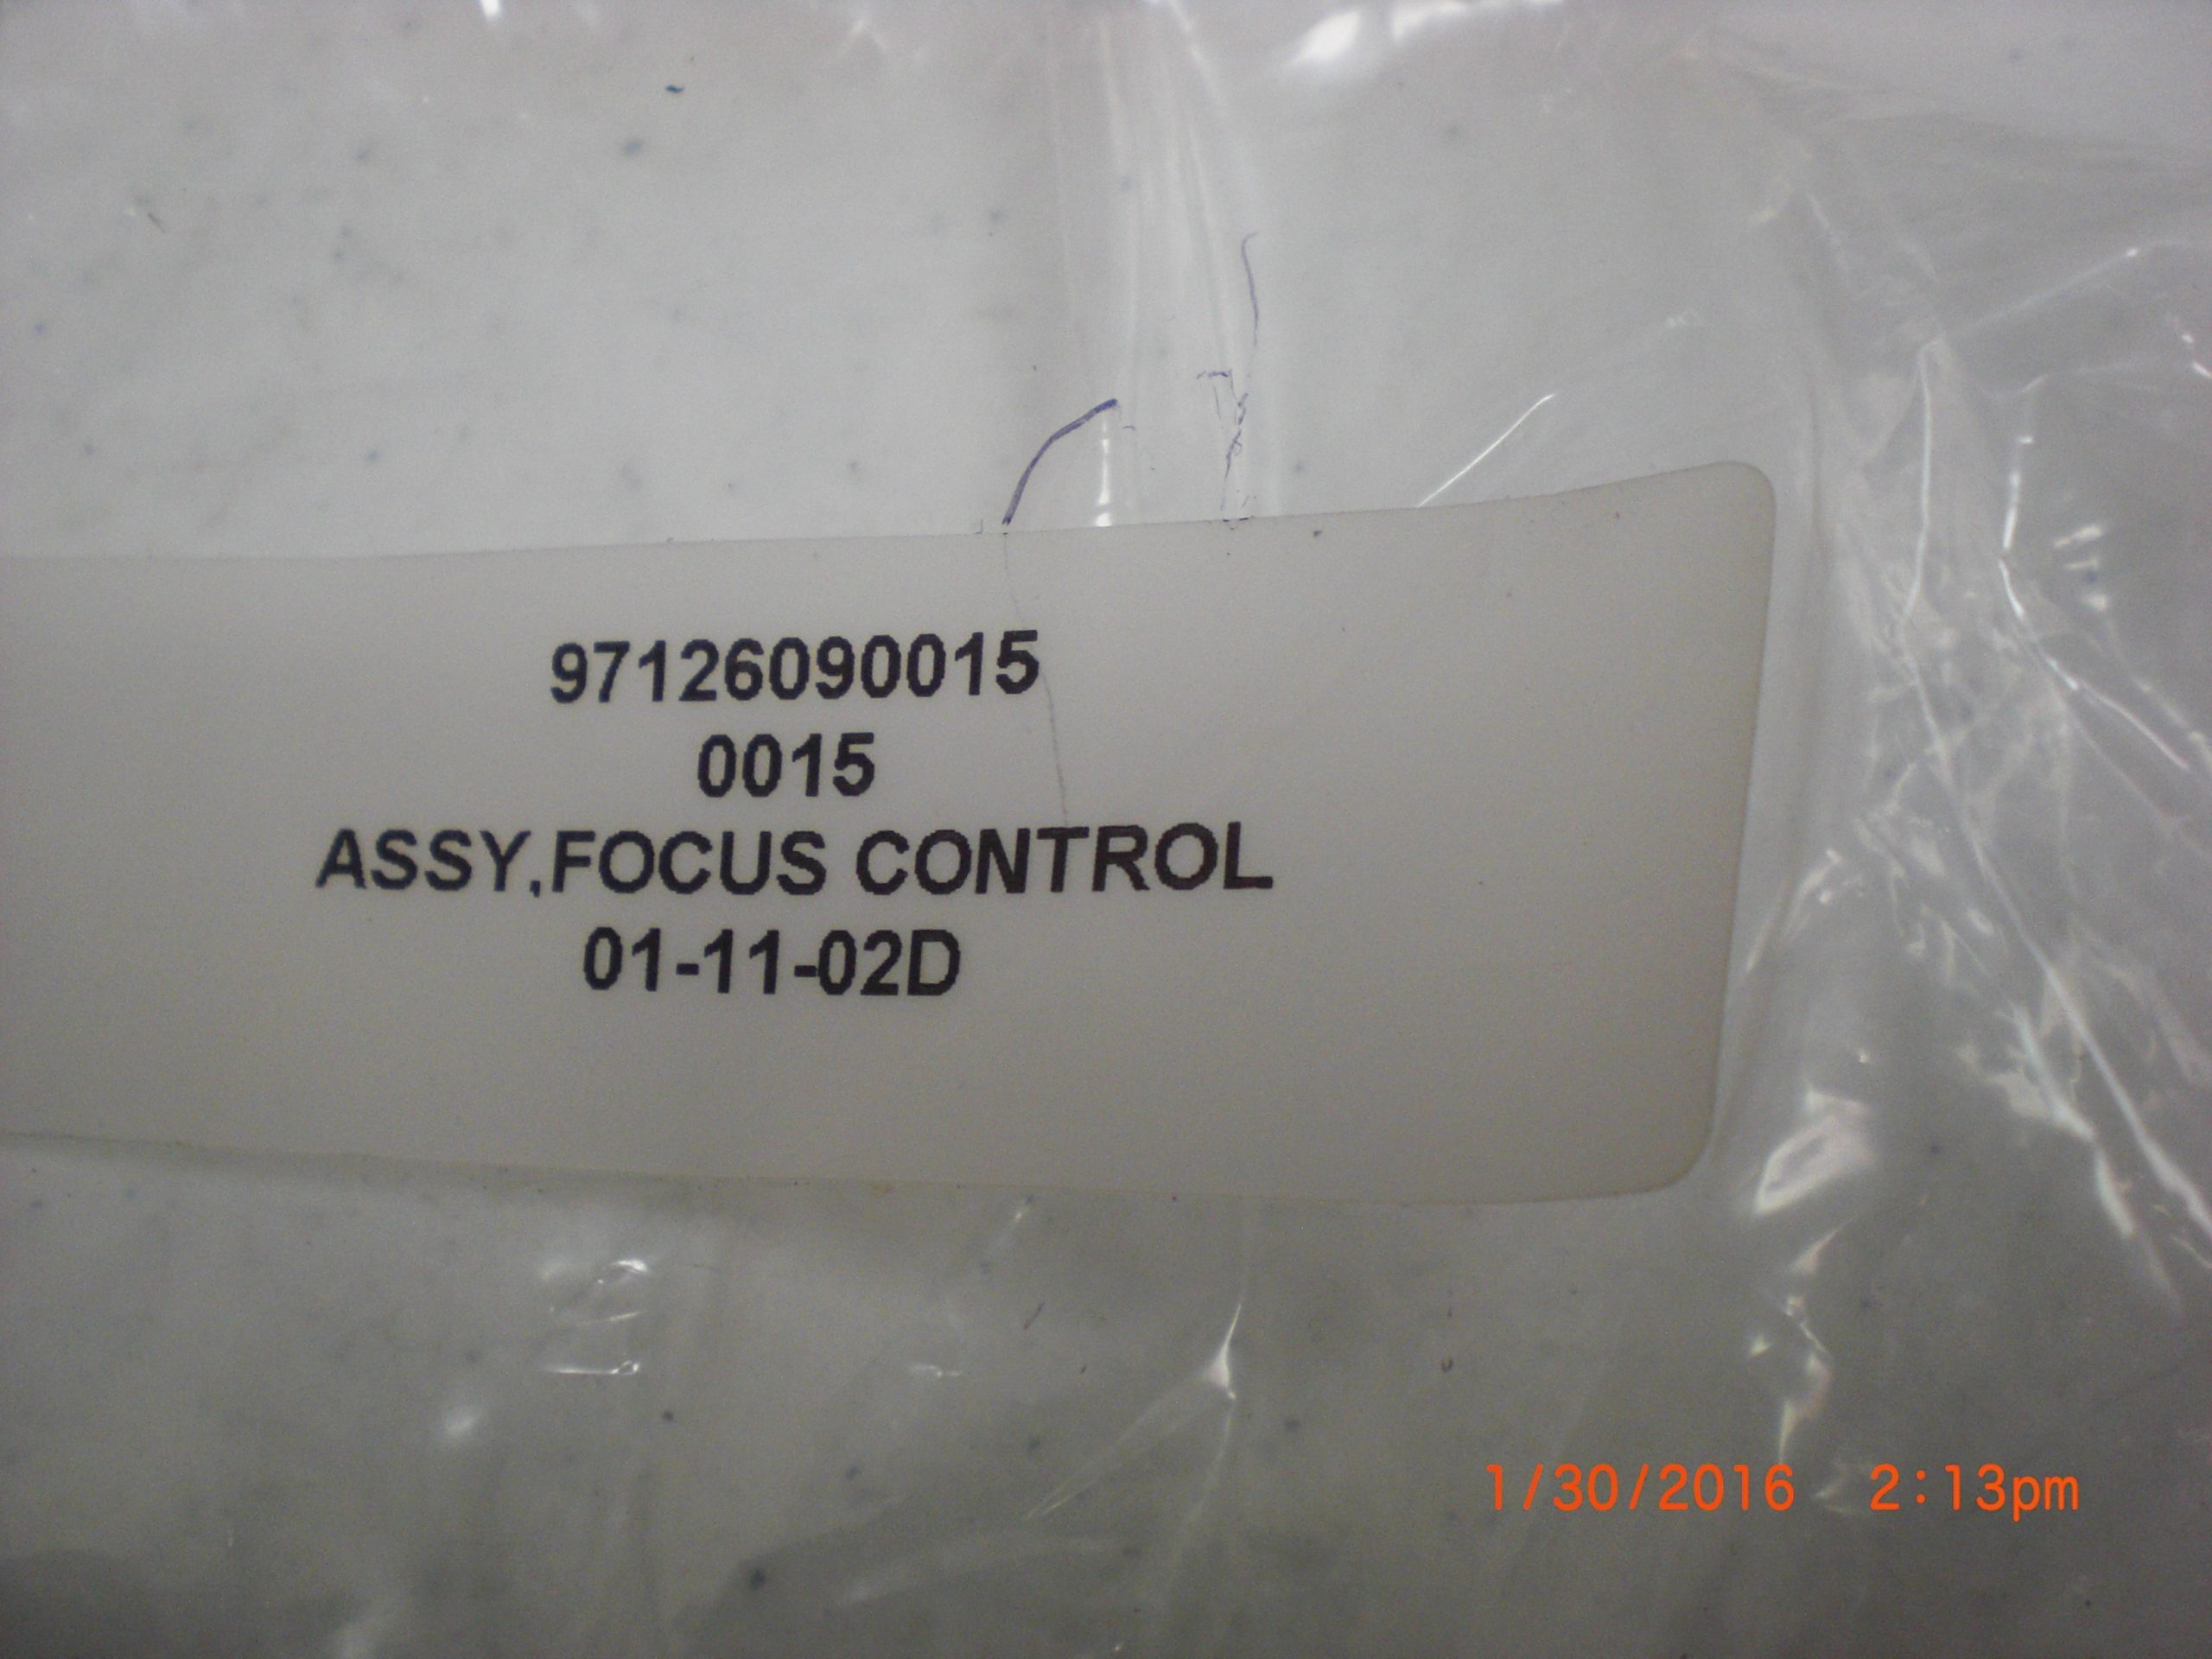 97126090015
0015
ASSY,FOCUS CONTROL
01-11-02D
1/30/2016 2:13pm